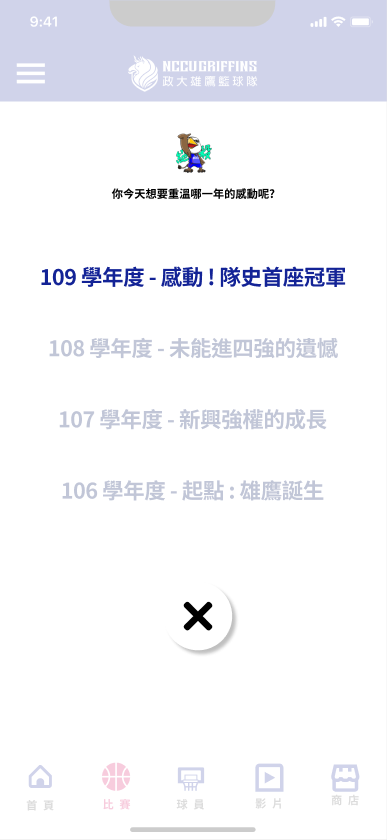 9:41
NCCU GRIFFINS
政大雄鷹籃球隊
你今天想要重溫哪一年的感動呢?
109 學年度 - 感動 ! 隊史首座冠軍
108 學年度 - 未能進四強的遺憾
107 學年度 - 新興強權的成長
106 學年度 - 起點 : 雄鷹誕生
首頁 比賽 球員 影片 商店